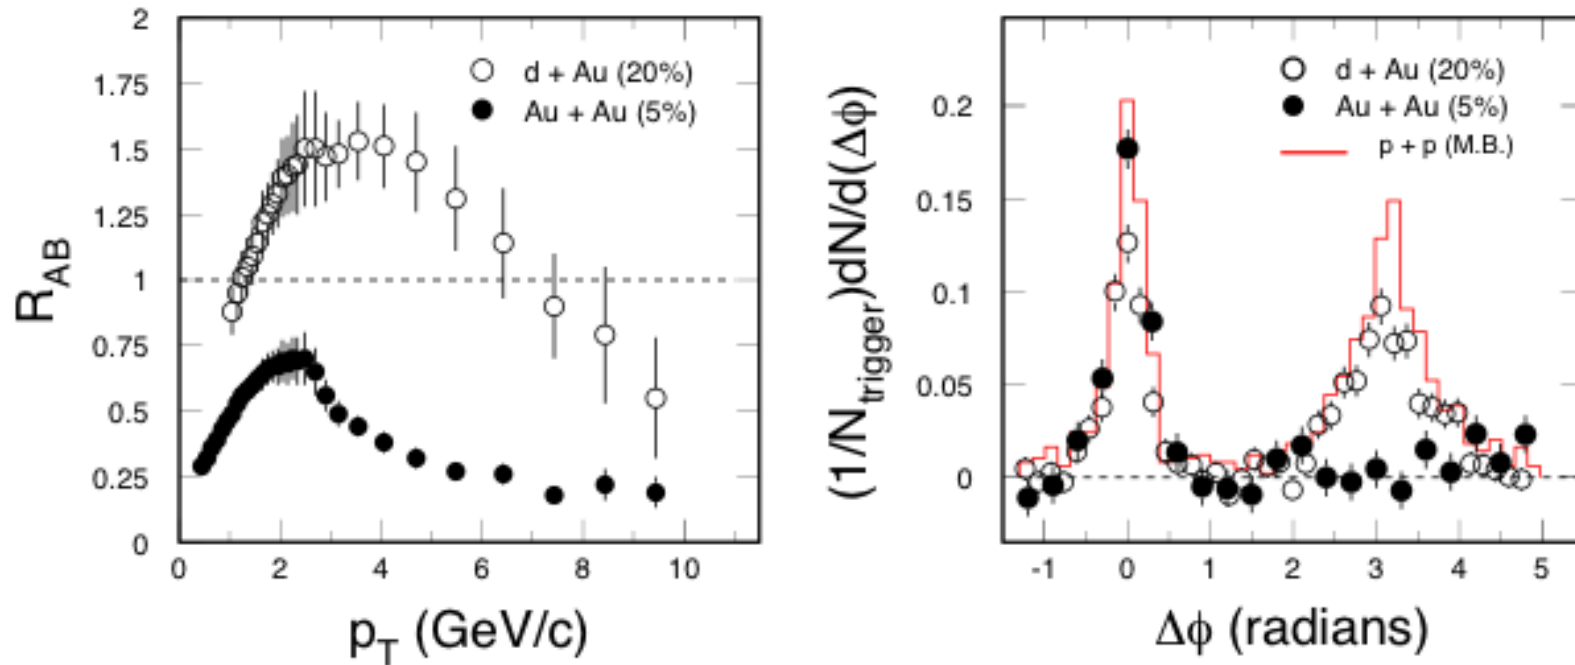 2
1.75
1.5
1.25
1
0.75
0.5
0.25
0
0 2 4 6 8 10
R_AB
p_T (GeV/c)
d + Au (20%)
Au + Au (5%)
0.2
0.15
0.1
0.05
0
-1 0 1 2 3 4 5
(1/N_trigger)dN/d(Δϕ)
Δϕ (radians)
d + Au (20%)
Au + Au (5%)
p + p (M.B.)